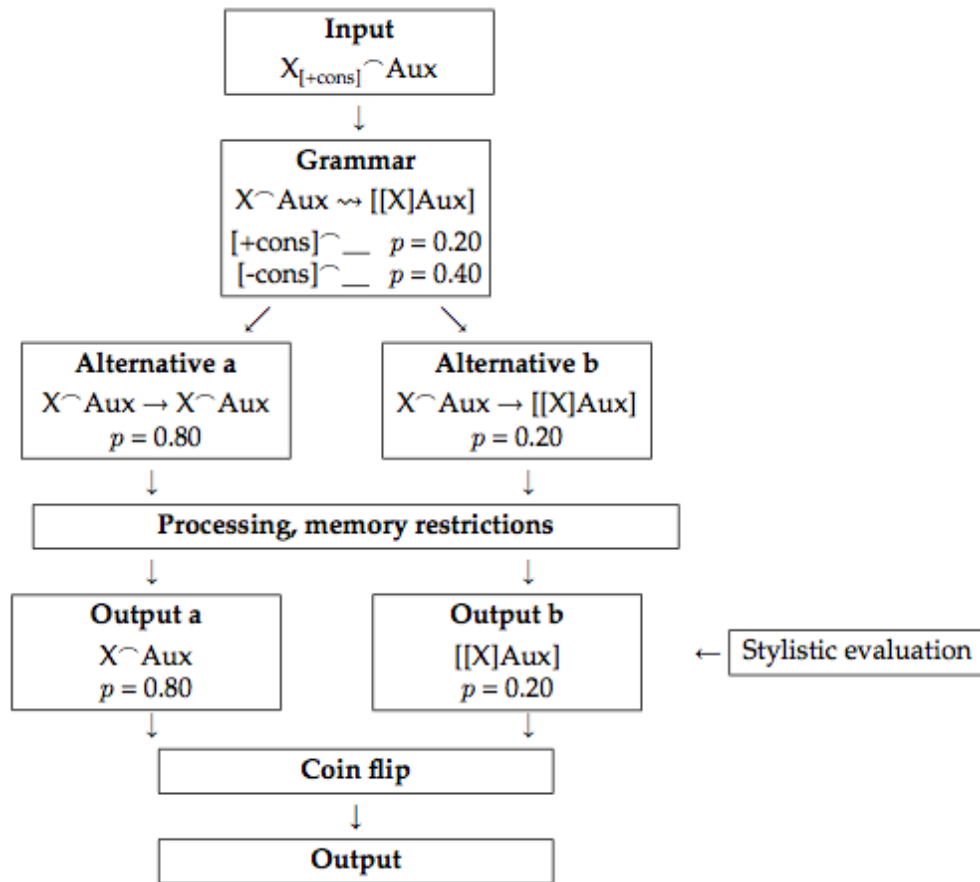 Input
X[+cons]⁀Aux
↓
Grammar
X⁀Aux ⇝ [[X]Aux]
[+cons]⁀__ p = 0.20
[-cons]⁀__ p = 0.40
↙ ↘
Alternative a
X⁀Aux → X⁀Aux
p = 0.80
Alternative b
X⁀Aux → [[X]Aux]
p = 0.20
↓ ↓
Processing, memory restrictions
↓ ↓
Output a
X⁀Aux
p = 0.80
Output b
[[X]Aux]
p = 0.20
← Stylistic evaluation
↓ ↓
Coin flip
↓
Output